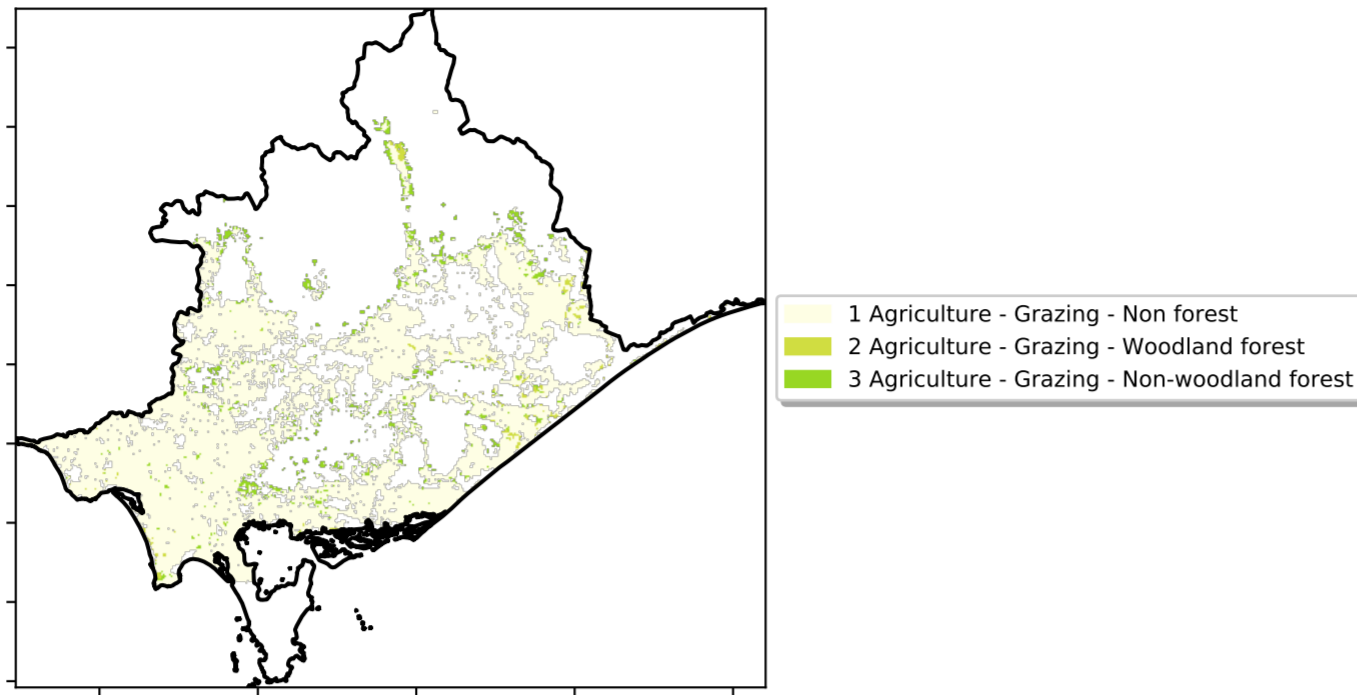 1 Agriculture - Grazing - Non forest
2 Agriculture - Grazing - Woodland forest
3 Agriculture - Grazing - Non-woodland forest